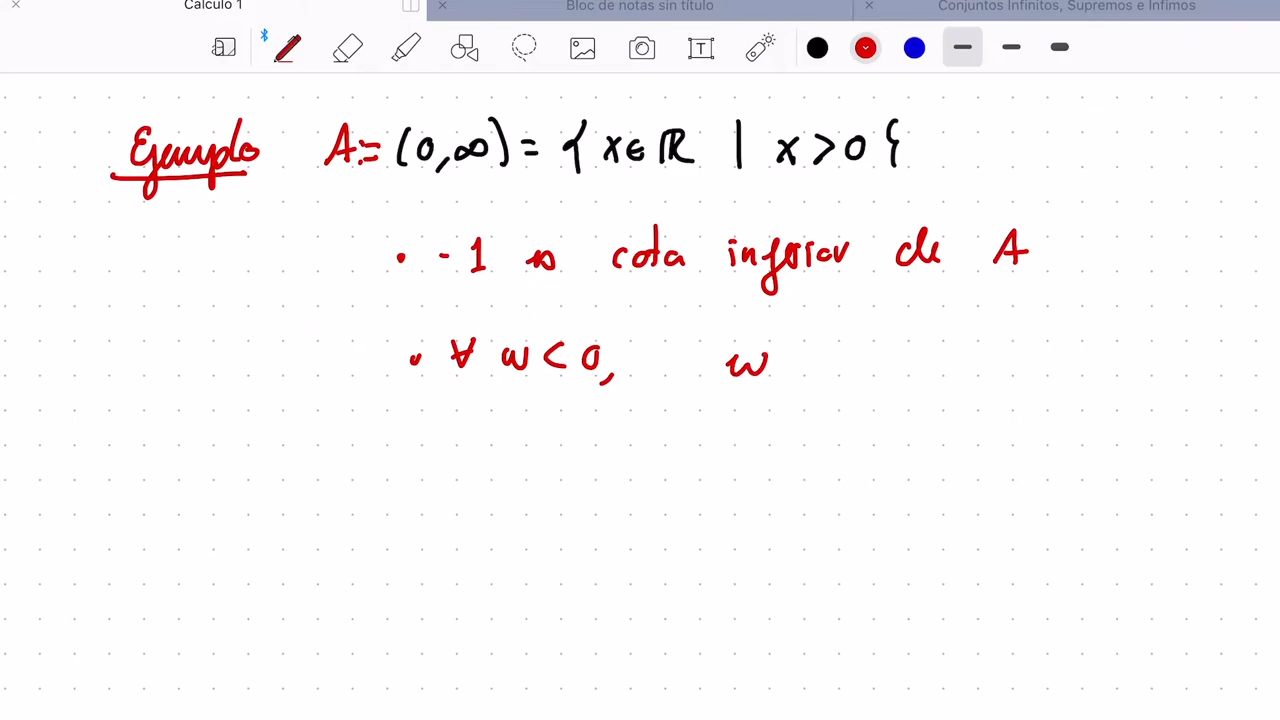 Calculo 1 Bloc de notas sin título Conjuntos Infinitos, Supremos e Infimos
Ejemplo A:= (0,∞) = { x ∈ ℝ | x > 0 {
• -1 es cota inferior de A
• ∀ w < 0, w